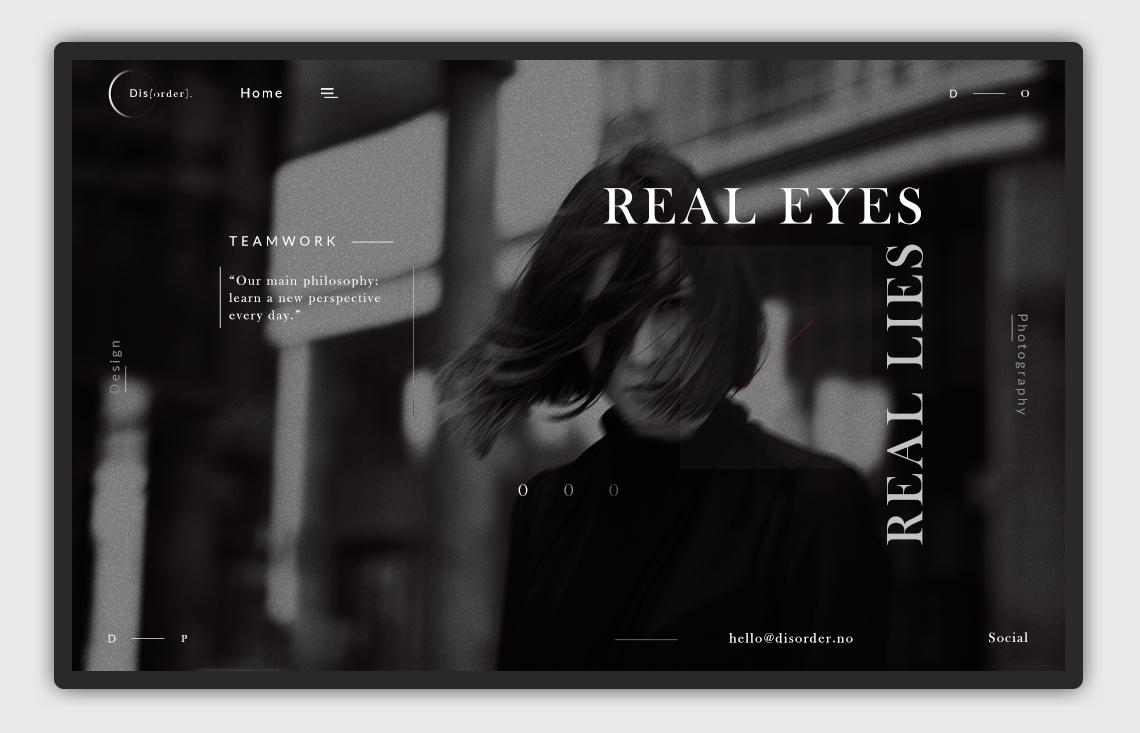 Dis[order].
Home
D O
REAL EYES
TEAMWORK
“Our main philosophy:
learn a new perspective
every day.”
REAL LIES
Design
Photography
0 0 0
D P
hello@disorder.no
Social